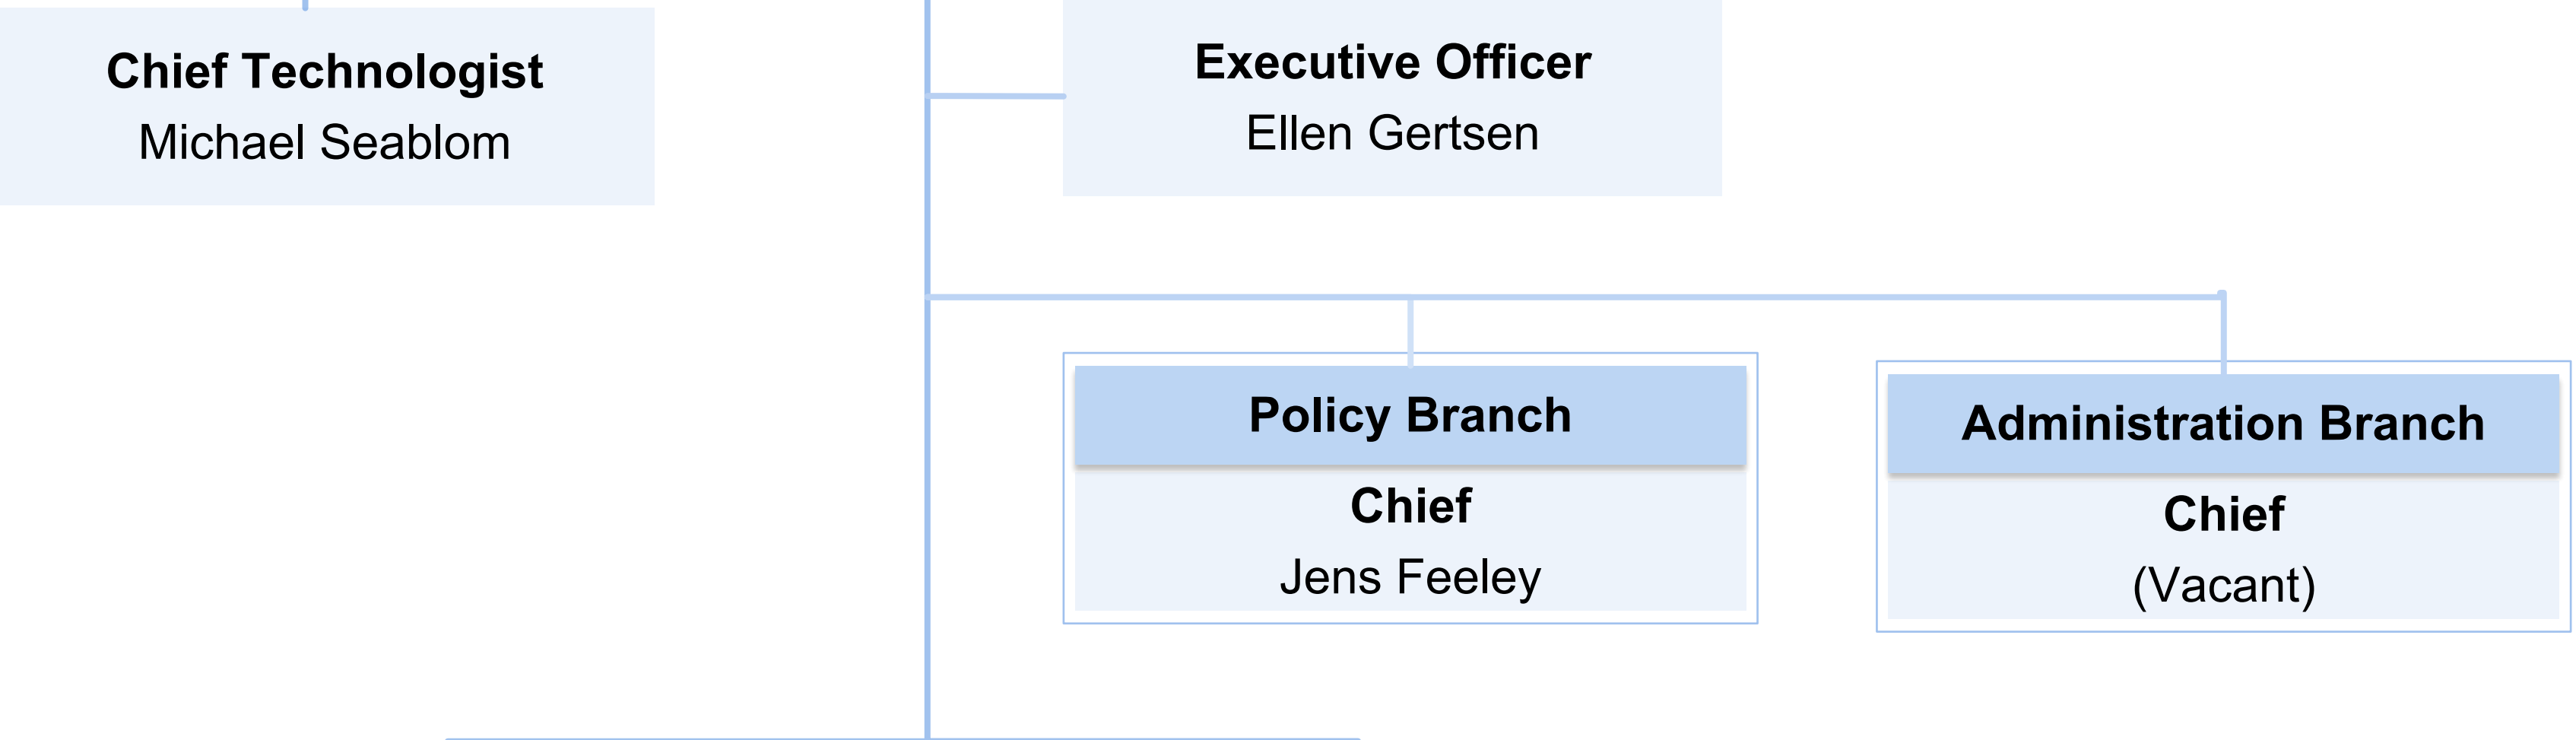 Chief Technologist
Michael Seablom
Executive Officer
Ellen Gertsen
Policy Branch
Chief
Jens Feeley
Administration Branch
Chief
(Vacant)